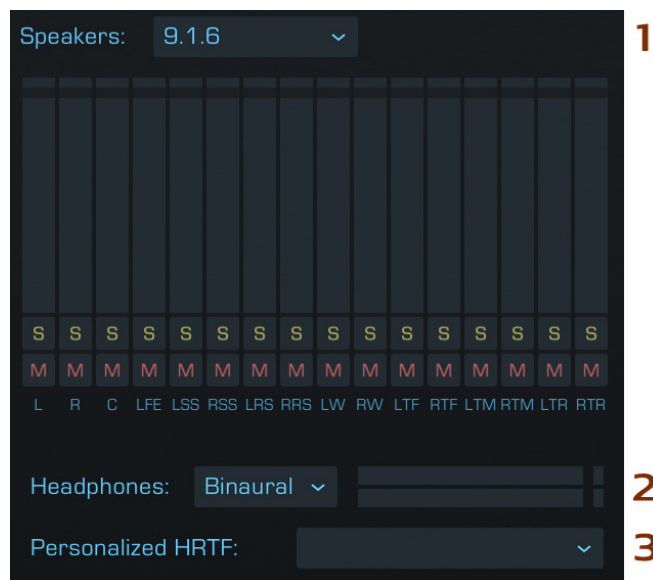 Speakers: 9.1.6 1
S S S S S S S S S S S S S S S S
M M M M M M M M M M M M M M M M
L R C LFE LSS RSS LRS RRS LW RW LTF RTF LTM RTM LTR RTR
Headphones: Binaural 2
Personalized HRTF: 3